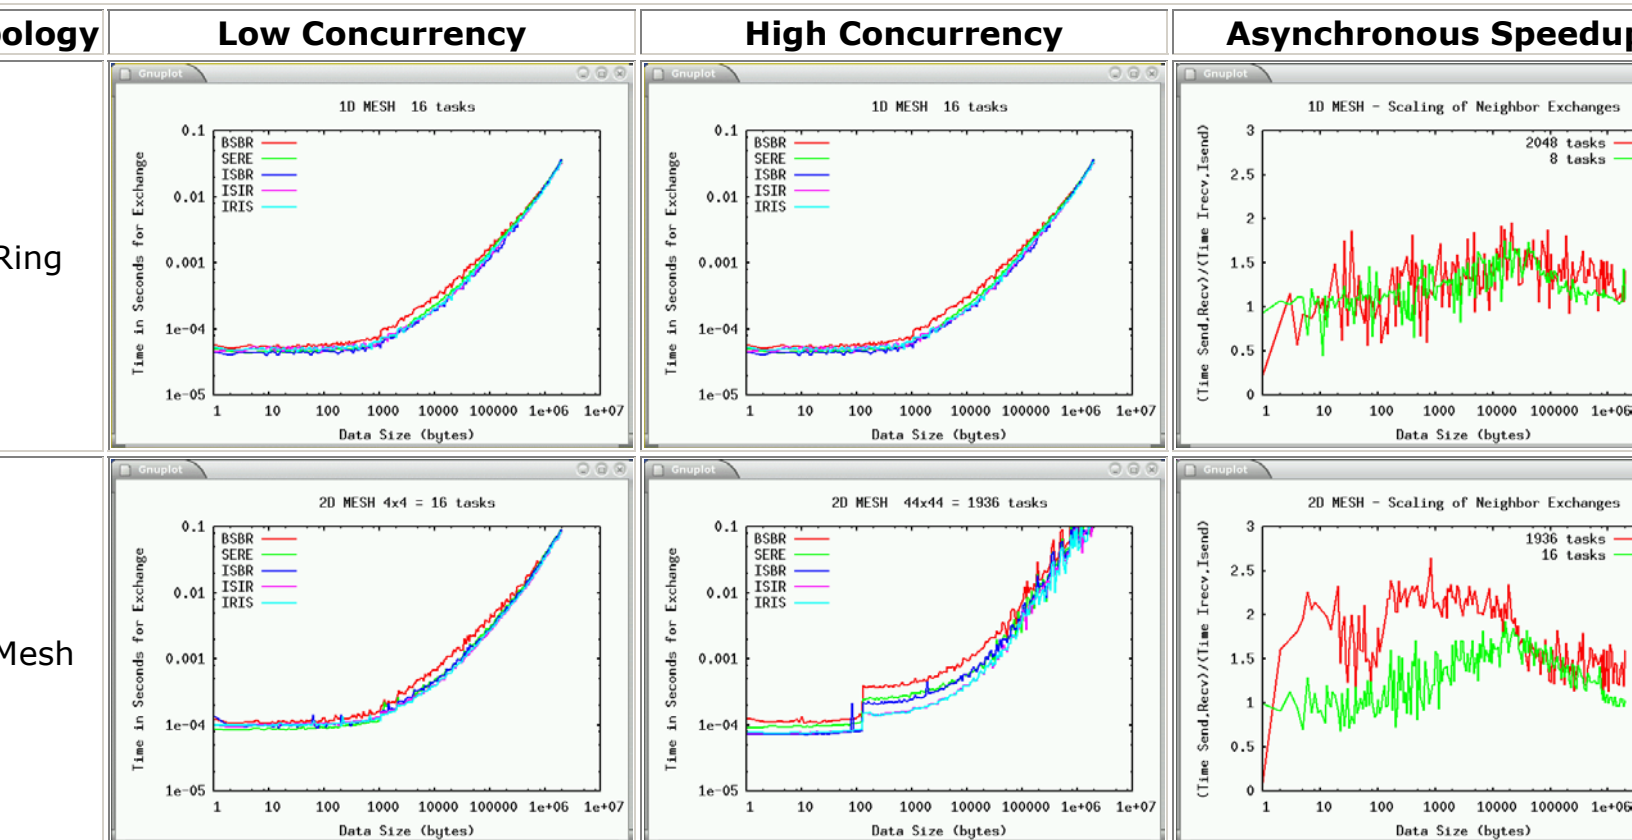 ology Low Concurrency High Concurrency Asynchronous Speedup
Ring
Gnuplot
1D MESH 16 tasks
Time in Seconds for Exchange
0.1
0.01
0.001
1e-04
1e-05
BSBR
SERE
ISBR
ISIR
IRIS
1 10 100 1000 10000 100000 1e+06 1e+07
Data Size (bytes)
Gnuplot
1D MESH 16 tasks
Time in Seconds for Exchange
0.1
0.01
0.001
1e-04
1e-05
BSBR
SERE
ISBR
ISIR
IRIS
1 10 100 1000 10000 100000 1e+06 1e+07
Data Size (bytes)
Gnuplot
1D MESH - Scaling of Neighbor Exchanges
(Time Send,Recv)/(Time Irecv,Isend)
3
2.5
2
1.5
1
0.5
0
2048 tasks
8 tasks
1 10 100 1000 10000 100000 1e+06
Data Size (bytes)
Mesh
Gnuplot
2D MESH 4x4 = 16 tasks
Time in Seconds for Exchange
0.1
0.01
0.001
1e-04
1e-05
BSBR
SERE
ISBR
ISIR
IRIS
1 10 100 1000 10000 100000 1e+06 1e+07
Data Size (bytes)
Gnuplot
2D MESH 44x44 = 1936 tasks
Time in Seconds for Exchange
0.1
0.01
0.001
1e-04
1e-05
BSBR
SERE
ISBR
ISIR
IRIS
1 10 100 1000 10000 100000 1e+06 1e+07
Data Size (bytes)
Gnuplot
2D MESH - Scaling of Neighbor Exchanges
(Time Send,Recv)/(Time Irecv,Isend)
3
2.5
2
1.5
1
0.5
0
1936 tasks
16 tasks
1 10 100 1000 10000 100000 1e+06
Data Size (bytes)